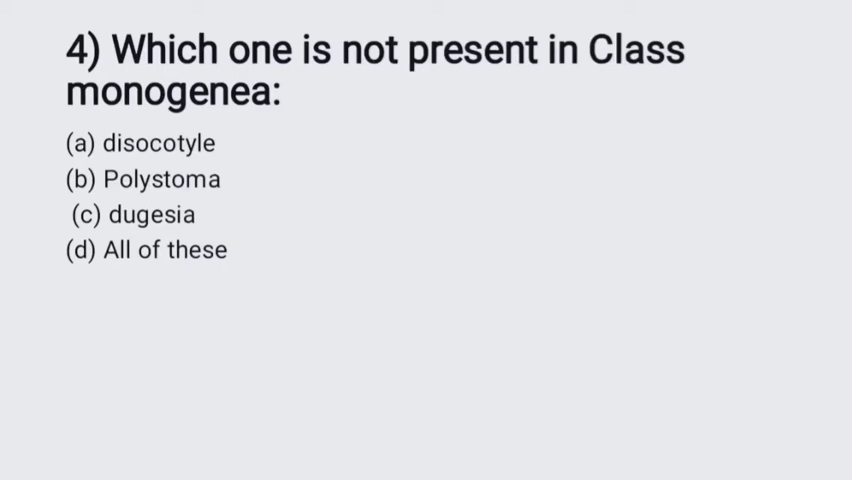 4) Which one is not present in Class
monogenea:
(a) disocotyle
(b) Polystoma
(c) dugesia
(d) All of these